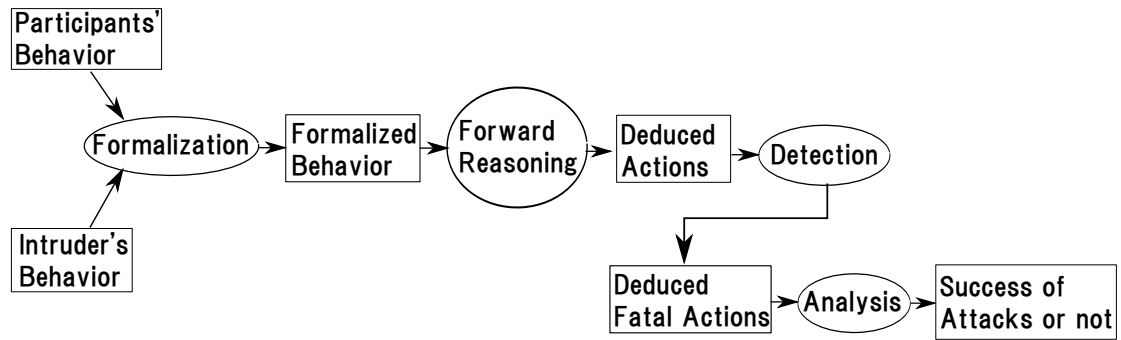 Participants'
Behavior
Formalization
Intruder's
Behavior
Formalized
Behavior
Forward
Reasoning
Deduced
Actions
Detection
Deduced
Fatal Actions
Analysis
Success of
Attacks or not